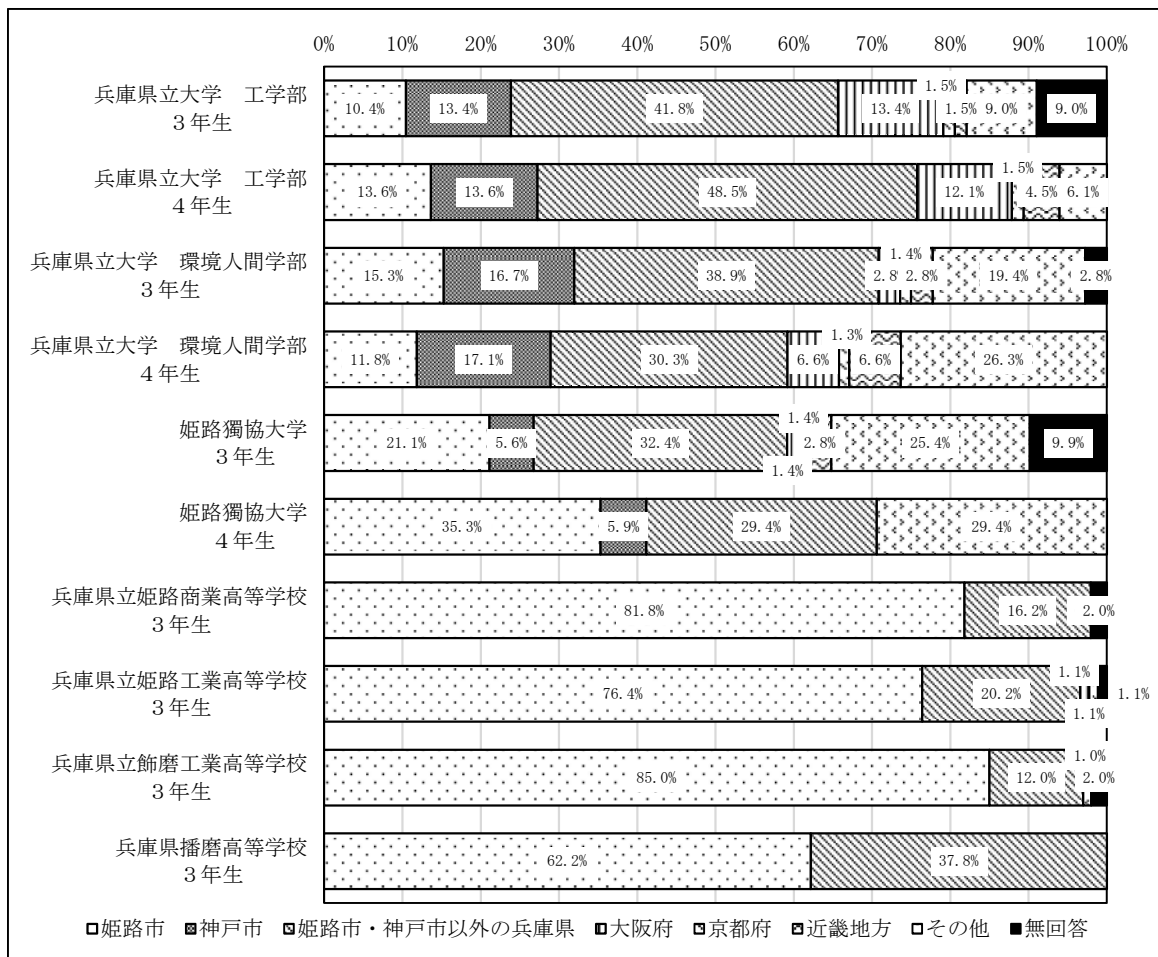 0% 10% 20% 30% 40% 50% 60% 70% 80% 90% 100%
兵庫県立大学　工学部
３年生
10.4% 13.4% 41.8% 13.4% 1.5% 1.5% 9.0% 9.0%
兵庫県立大学　工学部
４年生
13.6% 13.6% 48.5% 12.1% 1.5% 4.5% 6.1%
兵庫県立大学　環境人間学部
３年生
15.3% 16.7% 38.9% 2.8% 1.4% 2.8% 19.4% 2.8%
兵庫県立大学　環境人間学部
４年生
11.8% 17.1% 30.3% 6.6% 1.3% 6.6% 26.3%
姫路獨協大学
３年生
21.1% 5.6% 32.4% 1.4% 1.4% 2.8% 25.4% 9.9%
姫路獨協大学
４年生
35.3% 5.9% 29.4% 29.4%
兵庫県立姫路商業高等学校
３年生
81.8% 16.2% 2.0%
兵庫県立姫路工業高等学校
３年生
76.4% 20.2% 1.1% 1.1% 1.1%
兵庫県立飾磨工業高等学校
３年生
85.0% 12.0% 1.0% 2.0%
兵庫県播磨高等学校
３年生
62.2% 37.8%
姫路市 神戸市 姫路市・神戸市以外の兵庫県 大阪府 京都府 近畿地方 その他 無回答